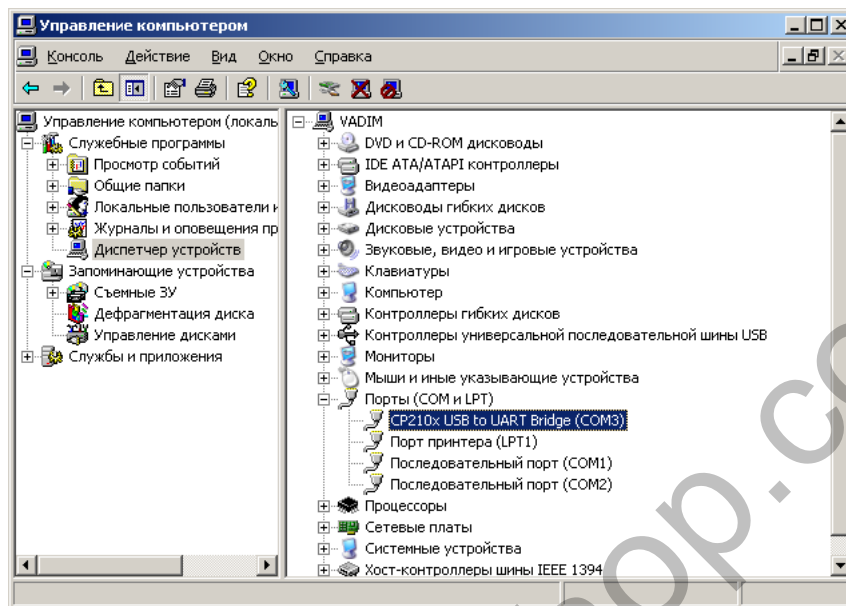 Управление компьютером
Консоль Действие Вид Окно Справка
Управление компьютером (локаль
Служебные программы
Просмотр событий
Общие папки
Локальные пользователи и
Журналы и оповещения пр
Диспетчер устройств
Запоминающие устройства
Съемные ЗУ
Дефрагментация диска
Управление дисками
Службы и приложения
VADIM
DVD и CD-ROM дисководы
IDE ATA/ATAPI контроллеры
Видеоадаптеры
Дисководы гибких дисков
Дисковые устройства
Звуковые, видео и игровые устройства
Клавиатуры
Компьютер
Контроллеры гибких дисков
Контроллеры универсальной последовательной шины USB
Мониторы
Мыши и иные указывающие устройства
Порты (COM и LPT)
CP210x USB to UART Bridge (COM3)
Порт принтера (LPT1)
Последовательный порт (COM1)
Последовательный порт (COM2)
Процессоры
Сетевые платы
Системные устройства
Хост-контроллеры шины IEEE 1394